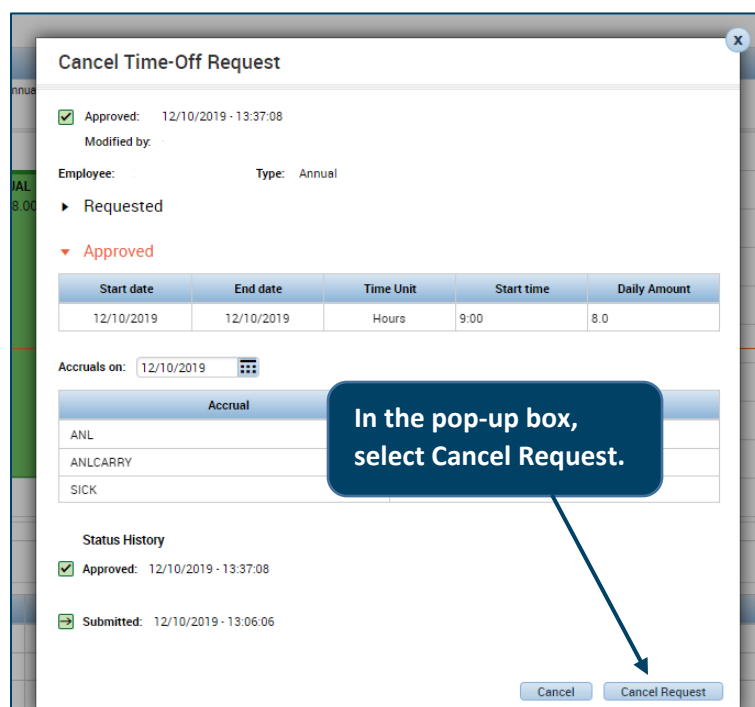 x
Cancel Time-Off Request
Approved: 12/10/2019 - 13:37:08
Modified by:
Employee: Type: Annual
Requested
Approved
Start date End date Time Unit Start time Daily Amount
12/10/2019 12/10/2019 Hours 9:00 8.0
Accruals on: 12/10/2019
Accrual
ANL
ANLCARRY
SICK
In the pop-up box,
select Cancel Request.
Status History
Approved: 12/10/2019 - 13:37:08
Submitted: 12/10/2019 - 13:06:06
Cancel Cancel Request